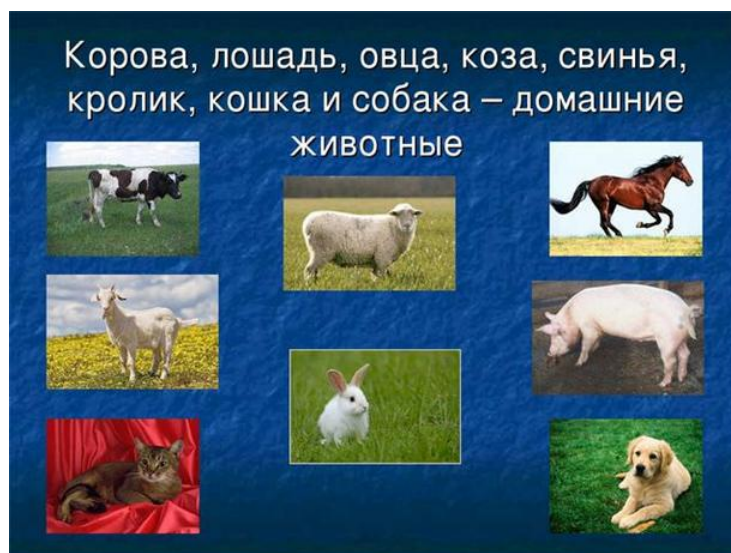 Корова, лошадь, овца, коза, свинья,
кролик, кошка и собака – домашние
животные